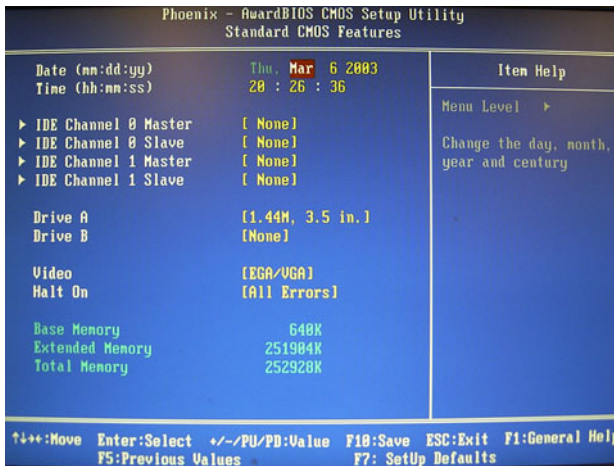 Phoenix - AwardBIOS CMOS Setup Utility
Standard CMOS Features
Date (mm:dd:yy) Thu, Mar 6 2003
Time (hh:mm:ss) 20 : 26 : 36
▶ IDE Channel 0 Master [ None]
▶ IDE Channel 0 Slave [ None]
▶ IDE Channel 1 Master [ None]
▶ IDE Channel 1 Slave [ None]
Drive A [1.44M, 3.5 in.]
Drive B [None]
Video [EGA/VGA]
Halt On [All Errors]
Base Memory 640K
Extended Memory 251904K
Total Memory 252928K
Item Help
Menu Level ▶
Change the day, month,
year and century
↑↓→←:Move Enter:Select +/-/PU/PD:Value F10:Save ESC:Exit F1:General Help
F5:Previous Values F7: SetUp Defaults